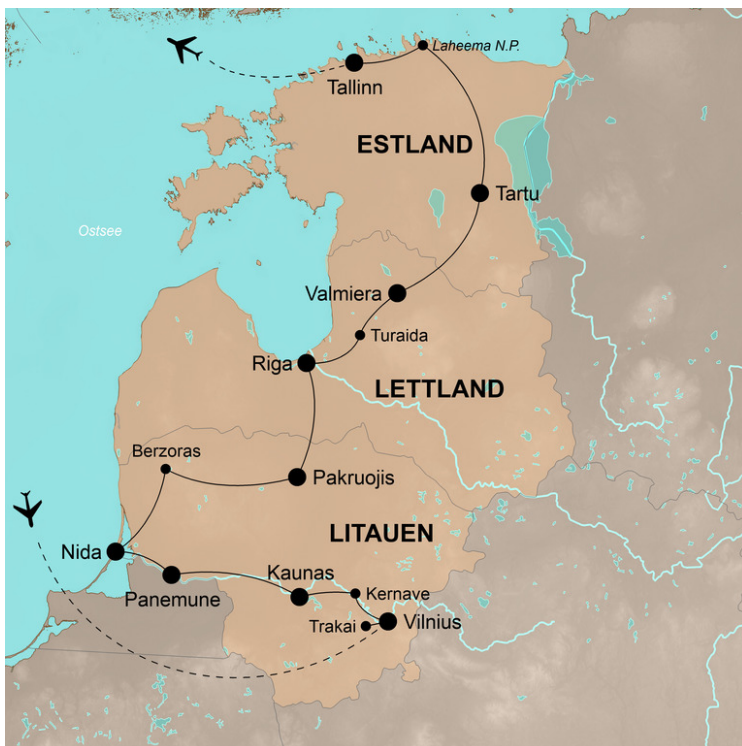 Laheema N.P.
Tallinn
ESTLAND
Tartu
Ostsee
Valmiera
Turaida
Riga
LETTLAND
Berzoras
Pakruojis
LITAUEN
Nida
Kaunas
Panemune
Kernave
Trakai
Vilnius